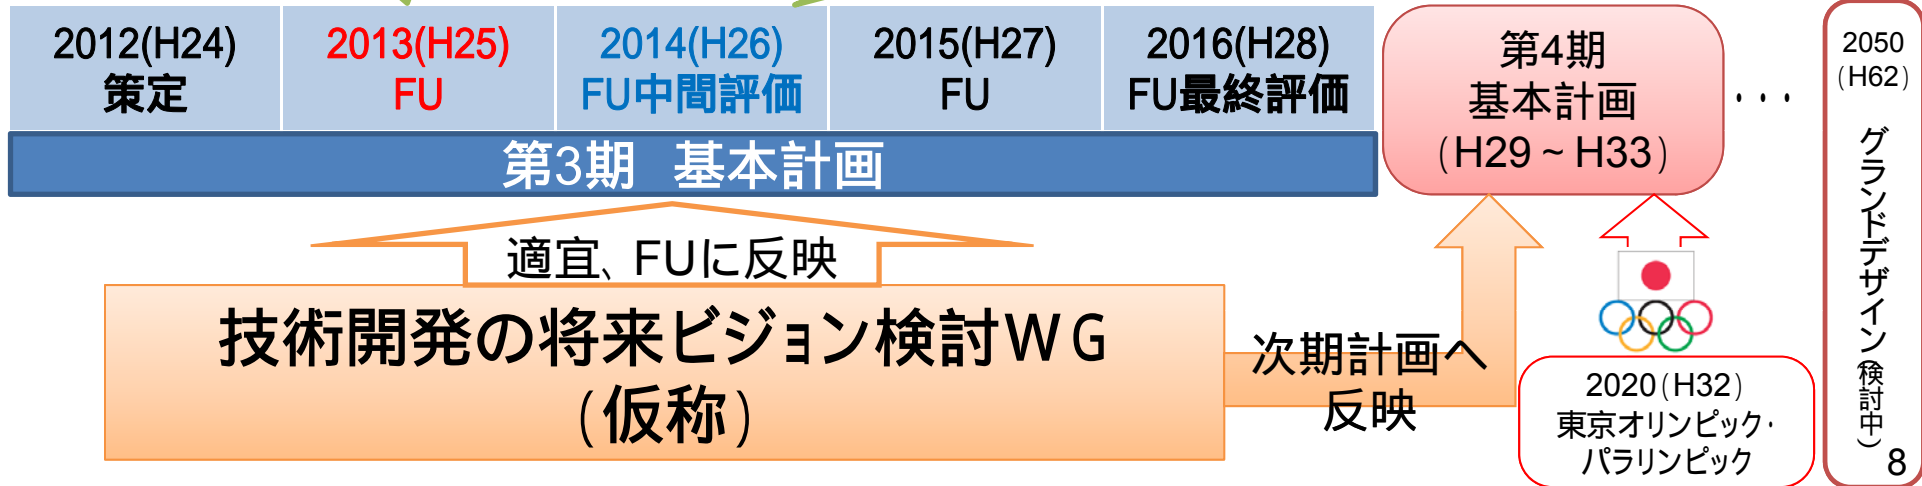 2012(H24)
策定
2013(H25)
FU
2014(H26)
FU中間評価
2015(H27)
FU
2016(H28)
FU最終評価
第3期　基本計画
第4期
基本計画
(H29～H33)
・・・
2050
(H62)
グランドデザイン(検討中)
適宜、FUに反映
技術開発の将来ビジョン検討WG
(仮称)
次期計画へ
反映
2020(H32)
東京オリンピック・
パラリンピック
8